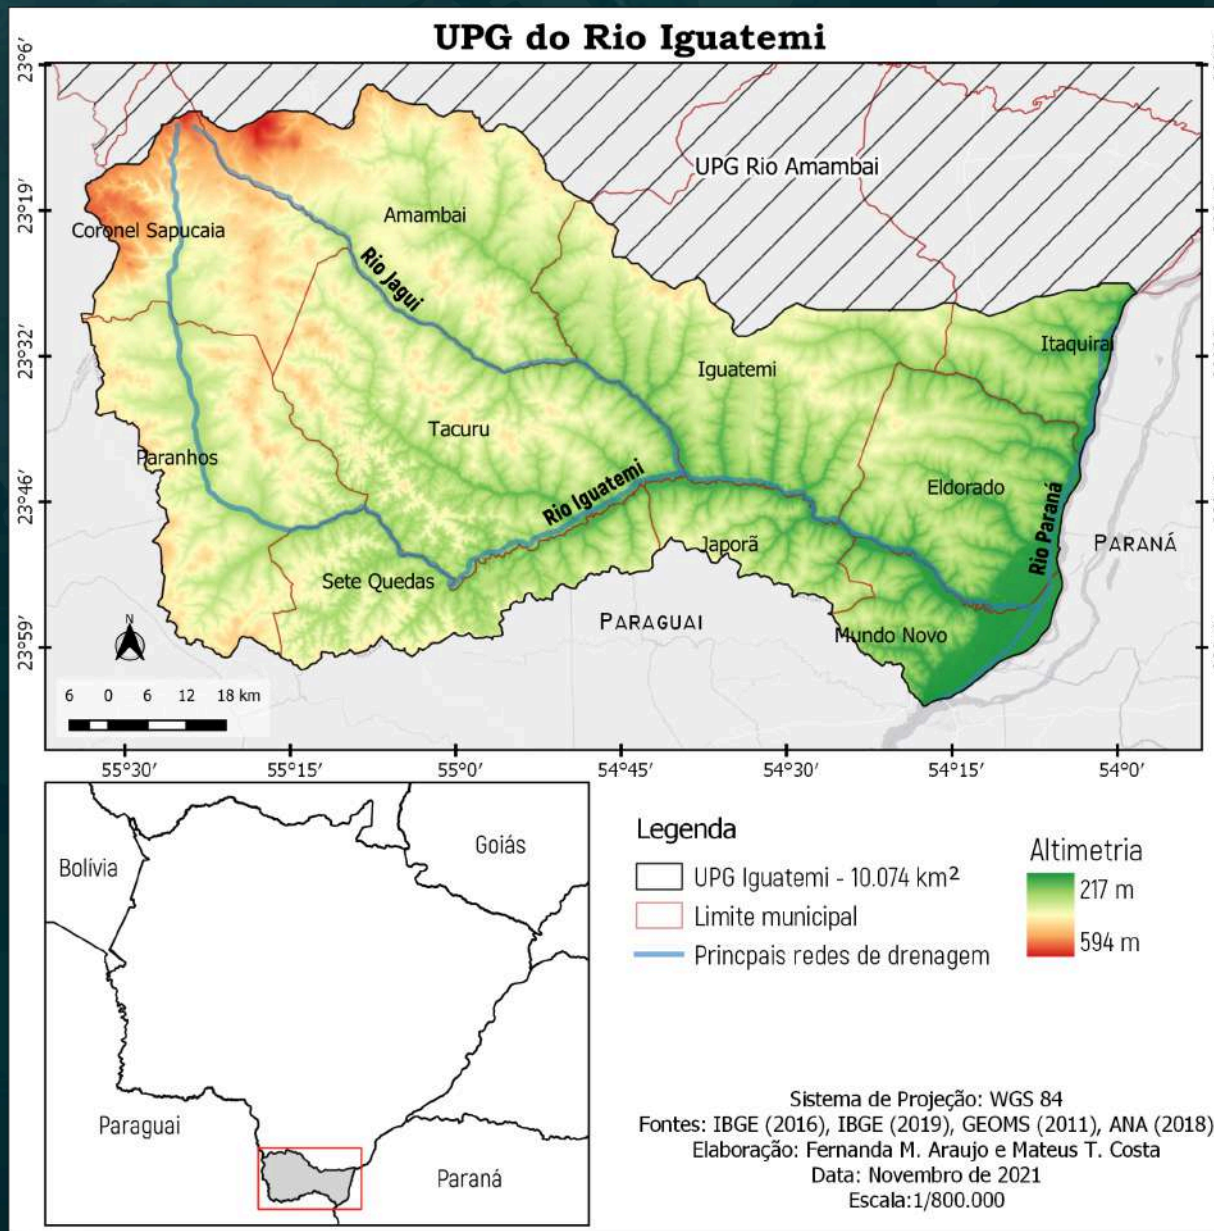 UPG do Rio Iguatemi
23°6'
23°19'
23°32'
23°46'
23°59'
UPG Rio Amambai
Coronel Sapucaia
Amambai
Rio Jagui
Itaquirai
Iguatemi
Tacuru
Paranhos
Rio Iguatemi
Eldorado
Rio Paraná
PARANÁ
Japorã
Sete Quedas
PARAGUAI
Mundo Novo
N
6 0 6 12 18 km
55°30' 55°15' 55°0' 54°45' 54°30' 54°15' 54°0'
Bolívia
Goiás
Paraguai
Paraná
Legenda
UPG Iguatemi - 10.074 km²
Limite municipal
Princpais redes de drenagem
Altimetria
217 m
594 m
Sistema de Projeção: WGS 84
Fontes: IBGE (2016), IBGE (2019), GEOMS (2011), ANA (2018)
Elaboração: Fernanda M. Araujo e Mateus T. Costa
Data: Novembro de 2021
Escala:1/800.000